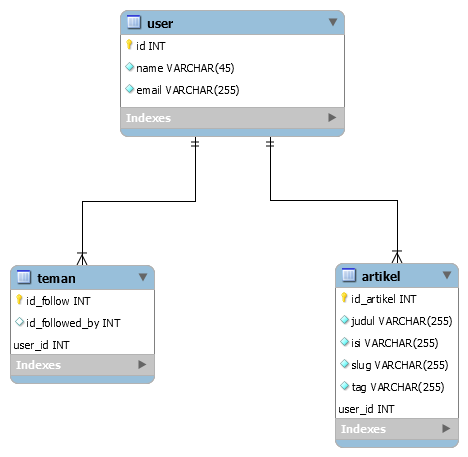 user
id INT
name VARCHAR(45)
email VARCHAR(255)
Indexes
teman
id_follow INT
id_followed_by INT
user_id INT
Indexes
artikel
id_artikel INT
judul VARCHAR(255)
isi VARCHAR(255)
slug VARCHAR(255)
tag VARCHAR(255)
user_id INT
Indexes